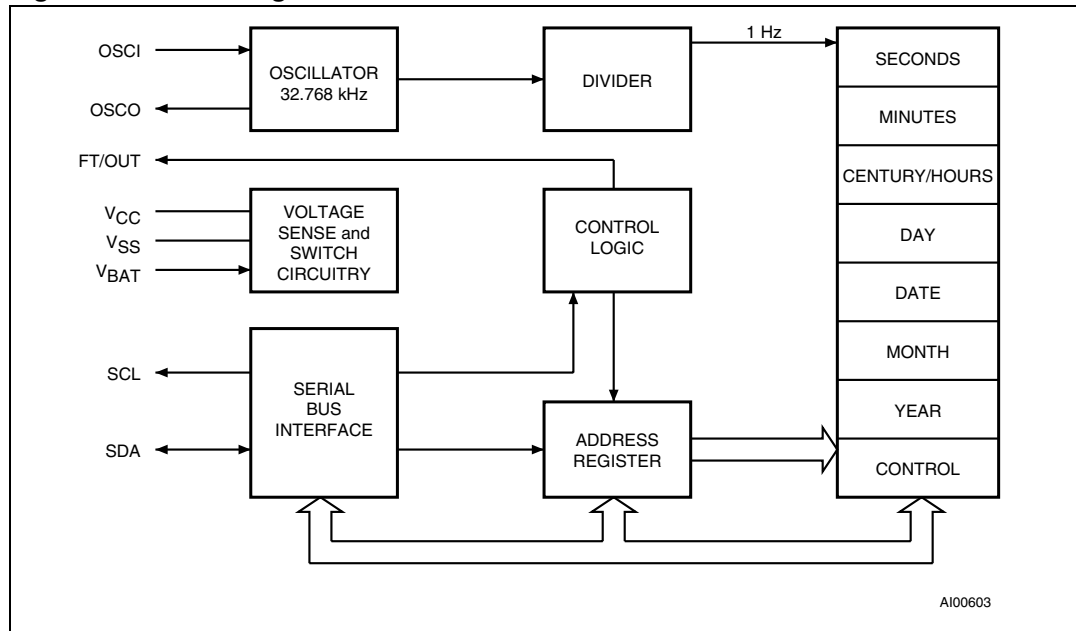 OSCI
OSCO
FT/OUT
VCC
VSS
VBAT
SCL
SDA
OSCILLATOR
32.768 kHz
DIVIDER
1 Hz
VOLTAGE
SENSE and
SWITCH
CIRCUITRY
CONTROL
LOGIC
SERIAL
BUS
INTERFACE
ADDRESS
REGISTER
SECONDS
MINUTES
CENTURY/HOURS
DAY
DATE
MONTH
YEAR
CONTROL
AI00603